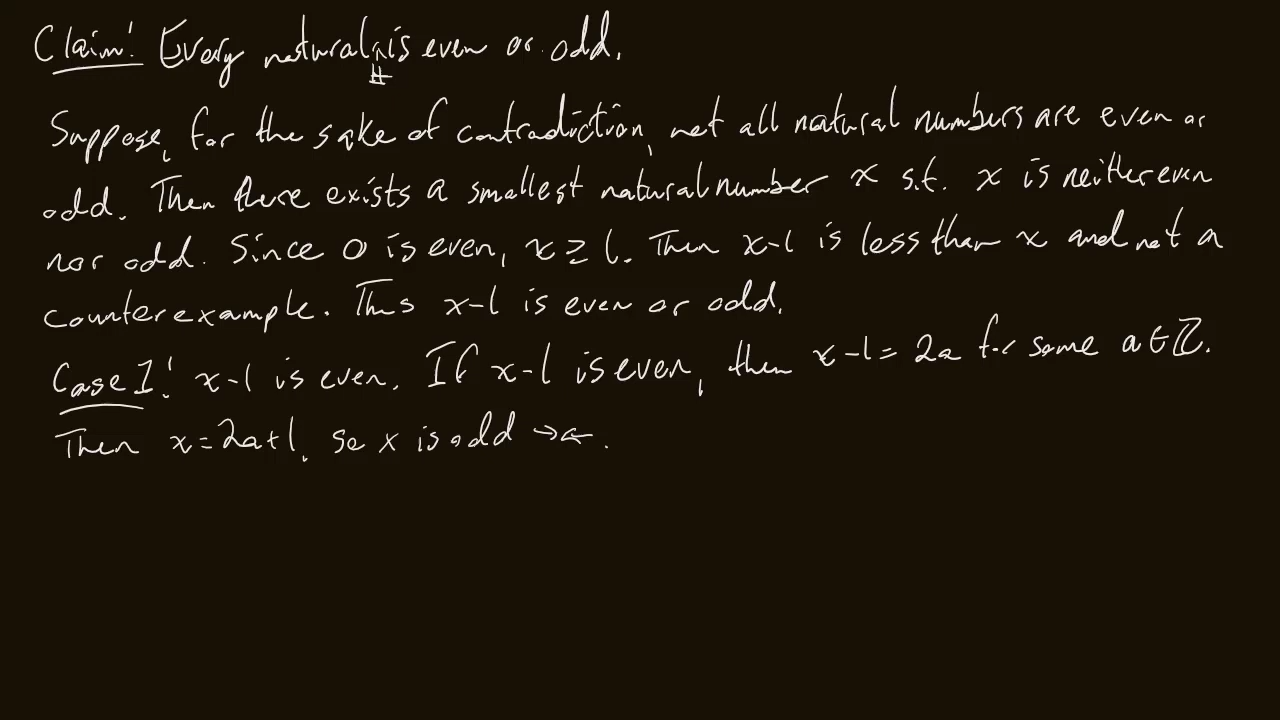 Claim: Every natural # is even or odd.
Suppose, for the sake of contradiction, not all natural numbers are even or
odd. Then there exists a smallest natural number x s.t. x is neither even
nor odd. Since 0 is even, x ≥ 1. Then x-1 is less than x and not a
counterexample. Thus x-1 is even or odd.
Case 1: x-1 is even. If x-1 is even, then x-1 = 2a for some a ∈ ℤ.
Then x = 2a+1, so x is odd →←.